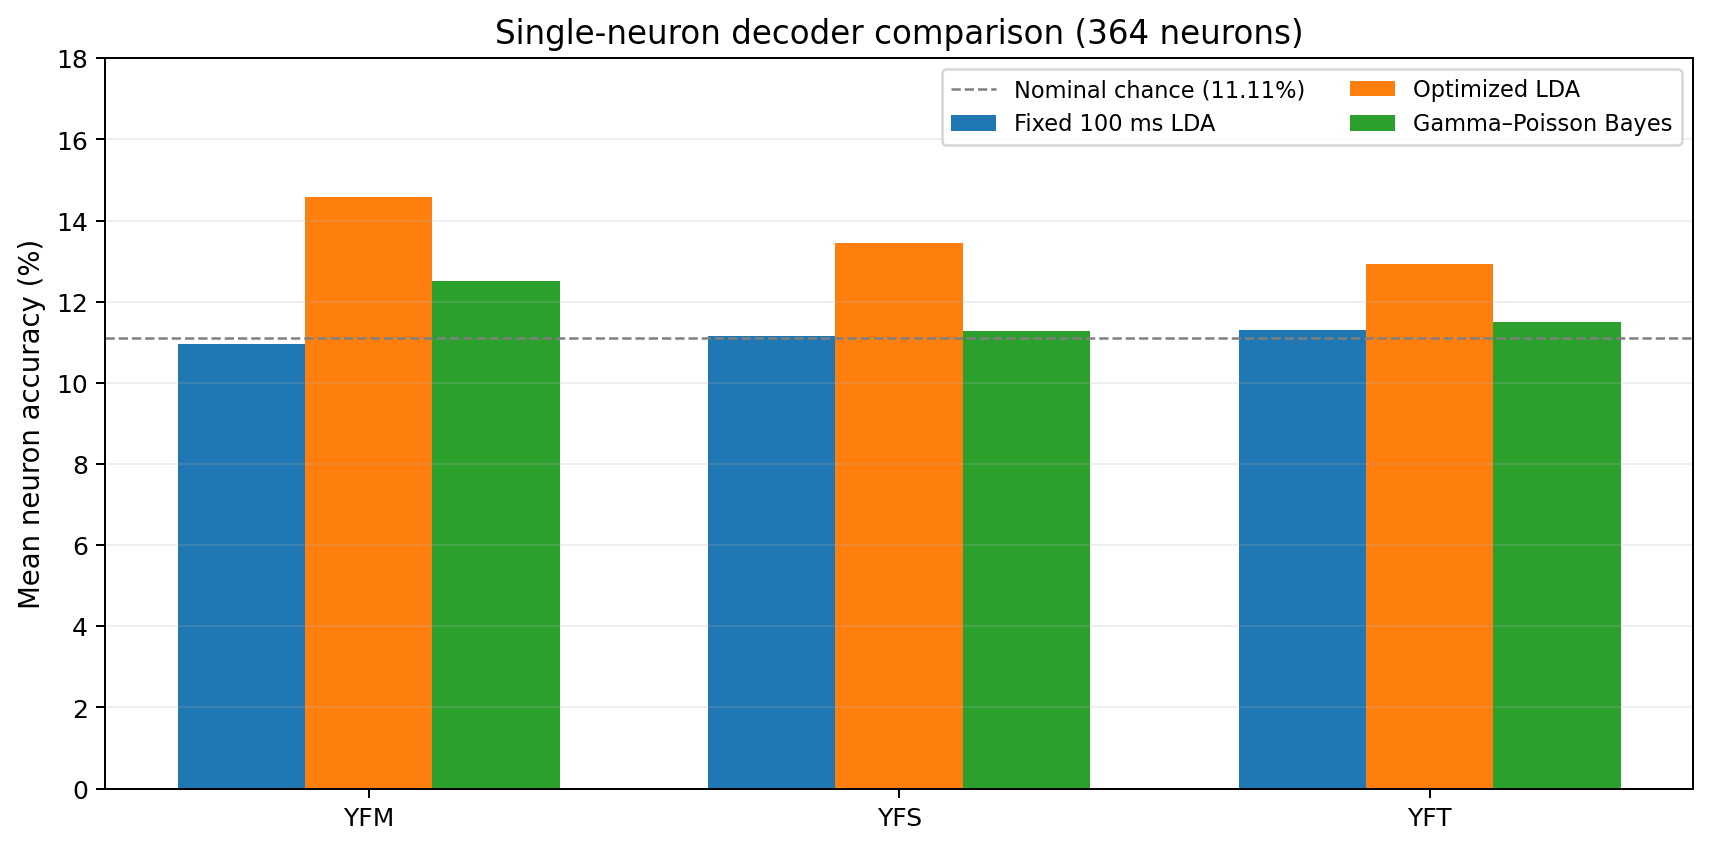 Single-neuron decoder comparison (364 neurons)
Nominal chance (11.11%)
Fixed 100 ms LDA
Optimized LDA
Gamma–Poisson Bayes
Mean neuron accuracy (%)
18
16
14
12
10
8
6
4
2
0
YFM YFS YFT